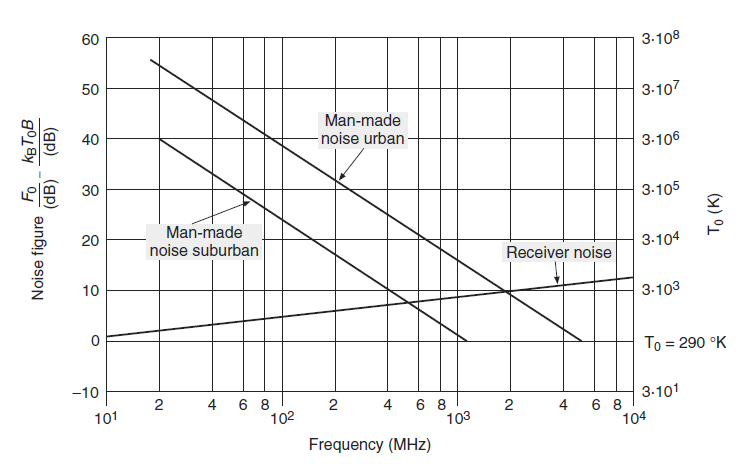 60
50
40
30
20
10
0
–10
Noise figure F₀ (dB) – k_BT₀B (dB)
Man-made
noise urban
Man-made
noise suburban
Receiver noise
3·10⁸
3·10⁷
3·10⁶
3·10⁵
3·10⁴
3·10³
T₀ = 290 °K
3·10¹
T₀ (K)
10¹ 2 4 6 8 10² 2 4 6 8 10³ 2 4 6 8 10⁴
Frequency (MHz)